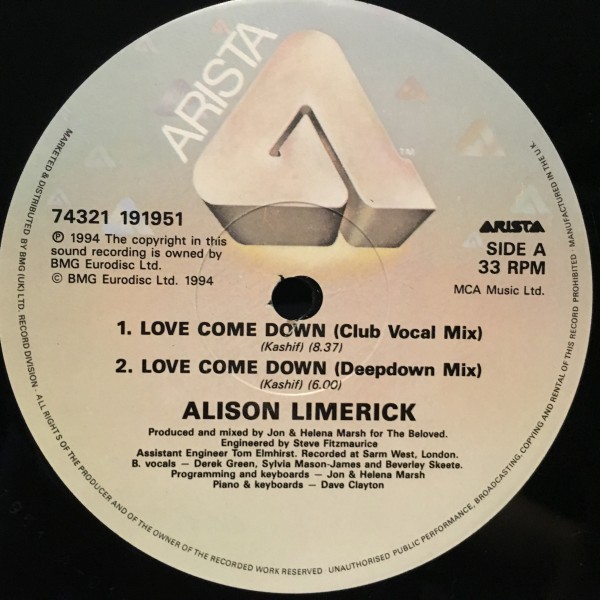 ARISTA
TM
74321 191951
℗ 1994 The copyright in this
sound recording is owned by
BMG Eurodisc Ltd.
© BMG Eurodisc Ltd. 1994
ARISTA
SIDE A
33 RPM
MCA Music Ltd.
1. LOVE COME DOWN (Club Vocal Mix)
(Kashif) (8.37)
2. LOVE COME DOWN (Deepdown Mix)
(Kashif) (6.00)
ALISON LIMERICK
Produced and mixed by Jon & Helena Marsh for The Beloved.
Engineered by Steve Fitzmaurice
Assistant Engineer Tom Elmhirst. Recorded at Sarm West, London.
B. vocals — Derek Green, Sylvia Mason-James and Beverley Skeete.
Programming and keyboards — Jon & Helena Marsh
Piano & keyboards — Dave Clayton
MARKETED & DISTRIBUTED BY BMG (UK) LTD. RECORD DIVISION. ALL RIGHTS OF THE PRODUCER AND OF THE OWNER OF THE RECORDED WORK RESERVED · UNAUTHORISED PUBLIC PERFORMANCE, BROADCASTING, COPYING AND RENTAL OF THIS RECORD PROHIBITED · MANUFACTURED IN THE U.K.